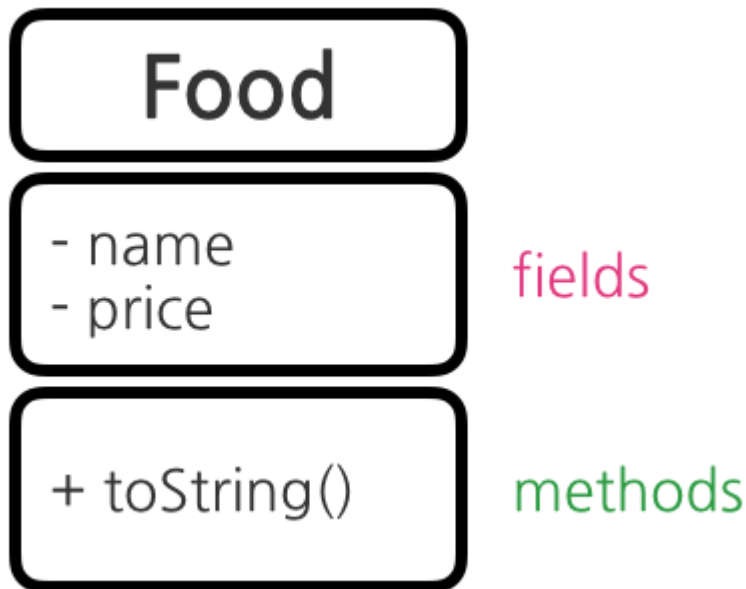 Food
- name
- price
fields
+ toString()
methods